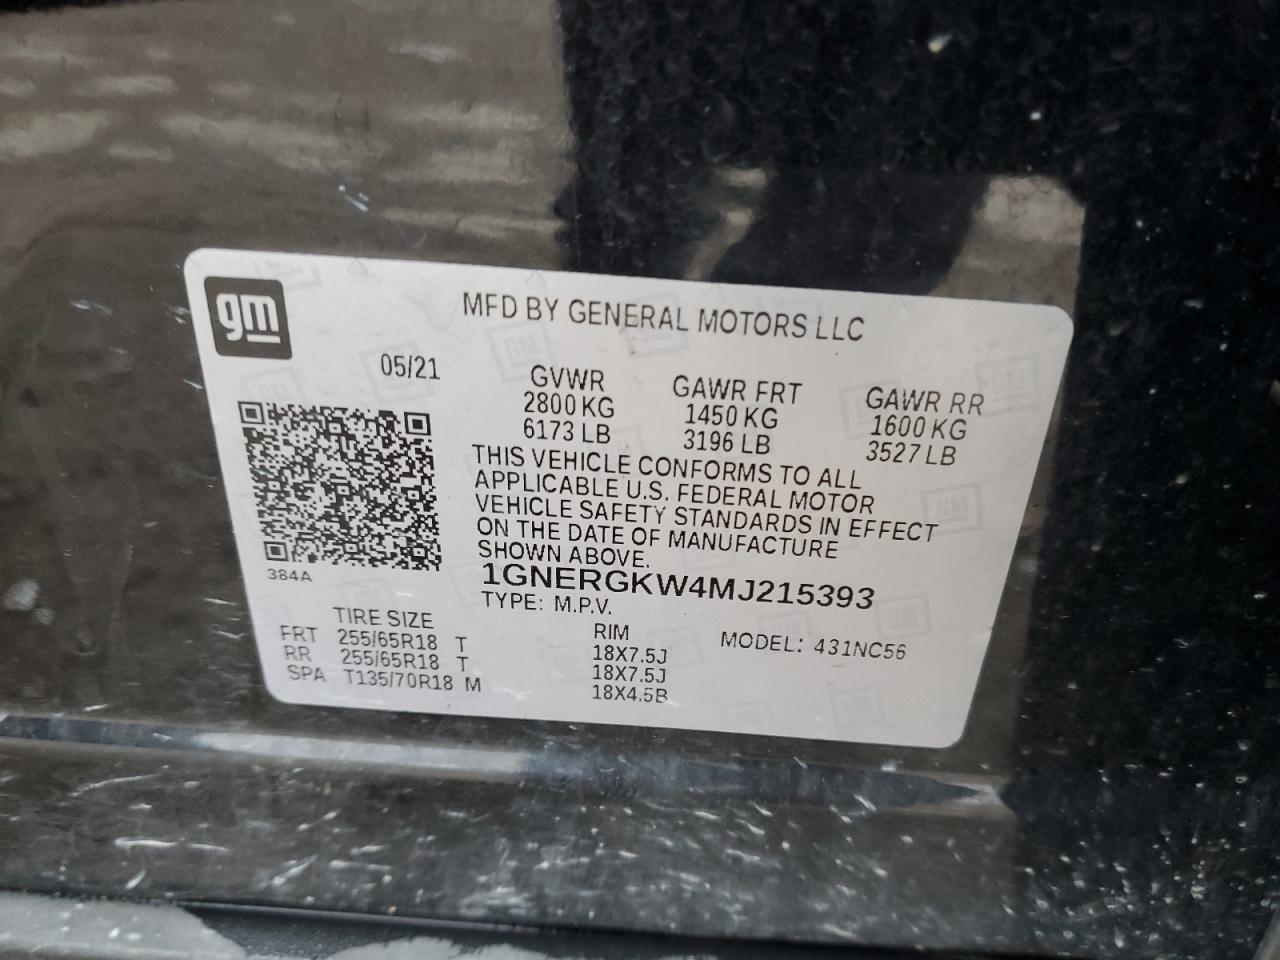 gm
MFD BY GENERAL MOTORS LLC
05/21
GVWR GAWR FRT GAWR RR
2800 KG 1450 KG 1600 KG
6173 LB 3196 LB 3527 LB
THIS VEHICLE CONFORMS TO ALL
APPLICABLE U.S. FEDERAL MOTOR
VEHICLE SAFETY STANDARDS IN EFFECT
ON THE DATE OF MANUFACTURE
SHOWN ABOVE.
384A
1GNERGKW4MJ215393
TYPE: M.P.V.
TIRE SIZE RIM MODEL: 431NC56
FRT 255/65R18 T 18X7.5J
RR 255/65R18 T 18X7.5J
SPA T135/70R18 M 18X4.5B